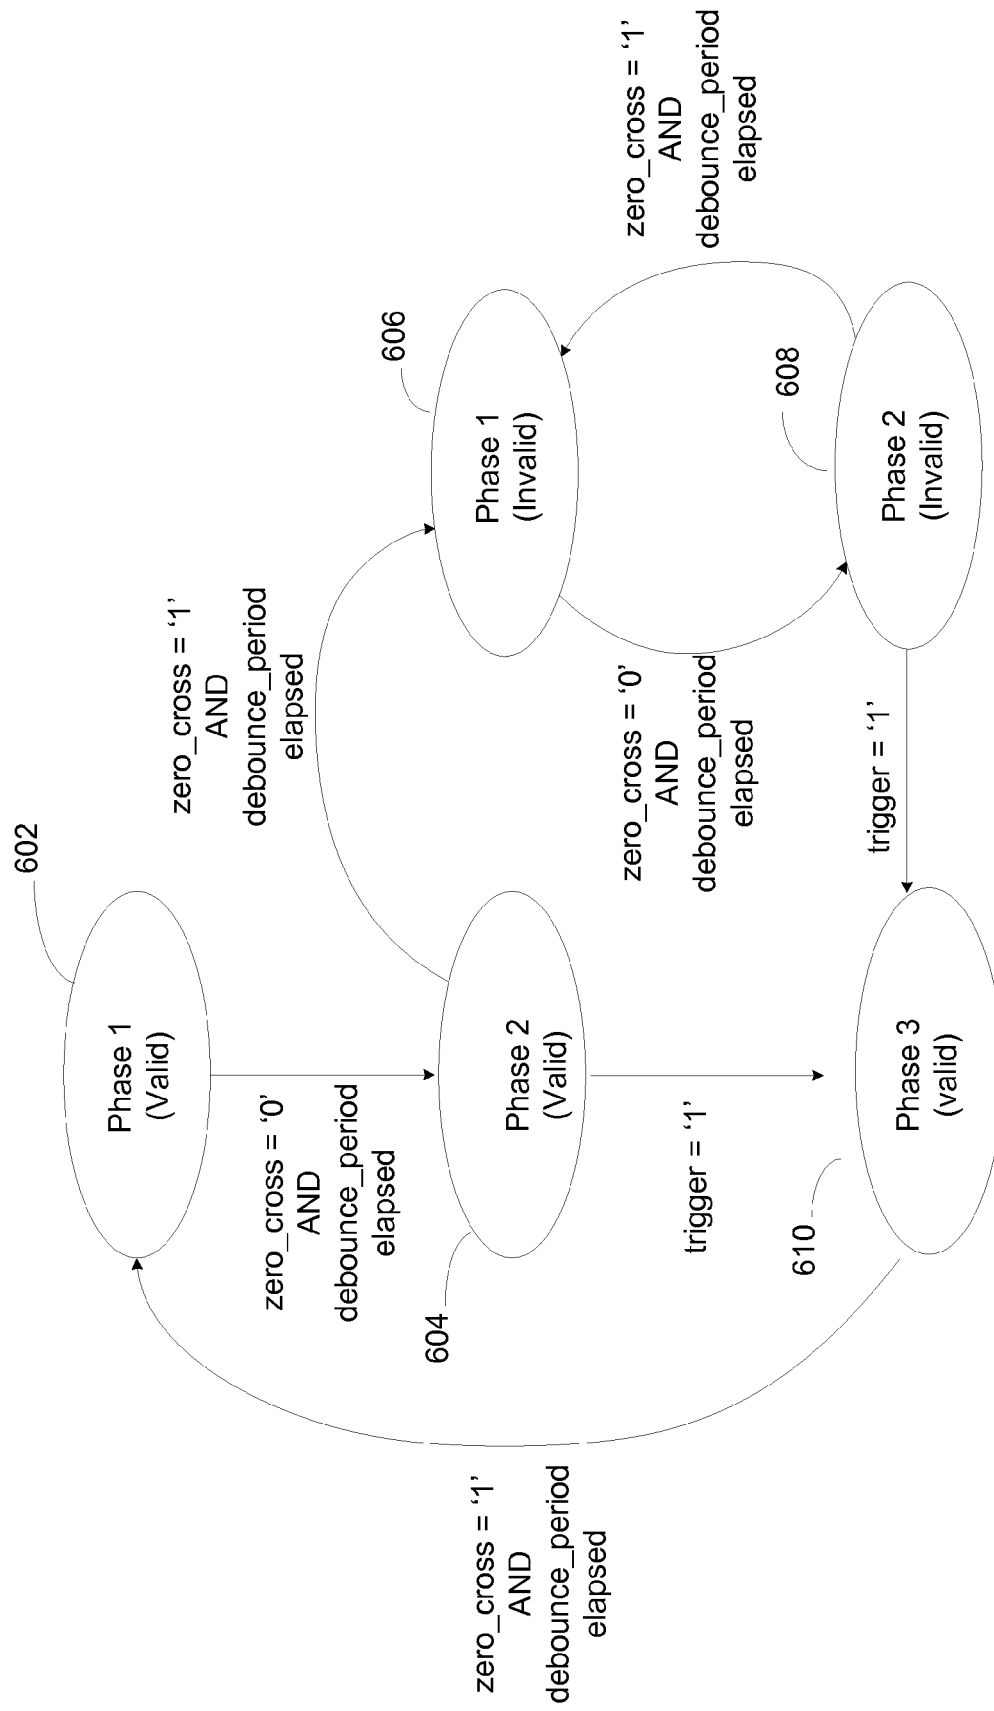 602
Phase 1
(Valid)
zero_cross = ‘0’
AND
debounce_period
elapsed
zero_cross = ‘1’
AND
debounce_period
elapsed
604
Phase 2
(Valid)
606
Phase 1
(Invalid)
zero_cross = ‘1’
AND
debounce_period
elapsed
zero_cross = ‘0’
AND
debounce_period
elapsed
zero_cross = ‘1’
AND
debounce_period
elapsed
trigger = ‘1’
608
Phase 2
(Invalid)
trigger = ‘1’
610
Phase 3
(valid)